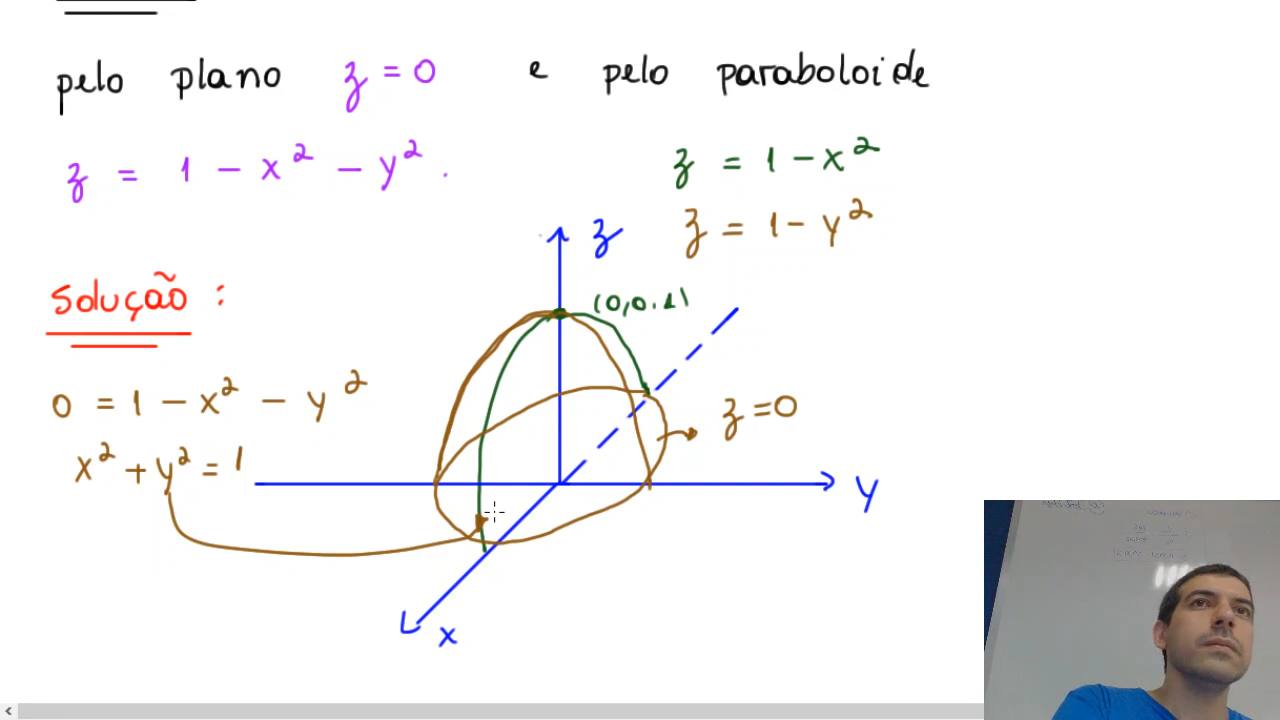 pelo plano z = 0 e pelo paraboloide
z = 1 - x² - y².
z = 1 - x²
z = 1 - y²
z
Solução:
(0,0,1)
0 = 1 - x² - y²
z = 0
x² + y² = 1
y
x